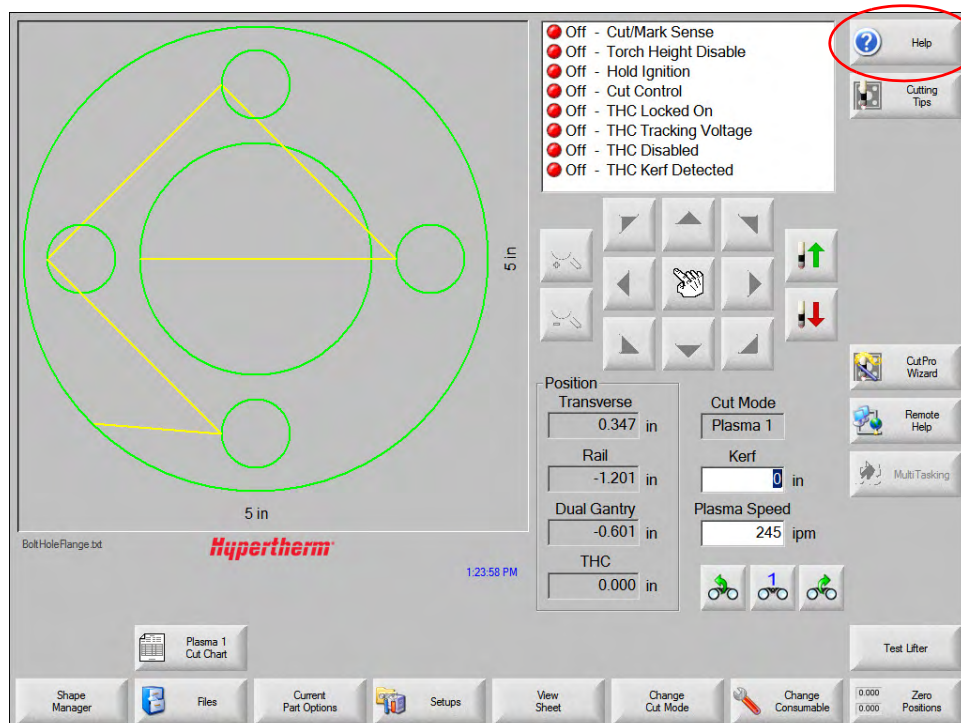 Off - Cut/Mark Sense
Off - Torch Height Disable
Off - Hold Ignition
Off - Cut Control
Off - THC Locked On
Off - THC Tracking Voltage
Off - THC Disabled
Off - THC Kerf Detected
Help
Cutting
Tips
5 in
5 in
BoltHoleFlange.txt
Hypertherm
1:23:58 PM
Position
Transverse
0.347 in
Rail
-1.201 in
Dual Gantry
-0.601 in
THC
0.000 in
Cut Mode
Plasma 1
Kerf
0 in
Plasma Speed
245 ipm
1
CutPro
Wizard
Remote
Help
MultiTasking
Plasma 1
Cut Chart
Test Lifter
Shape
Manager
Files
Current
Part Options
Setups
View
Sheet
Change
Cut Mode
Change
Consumable
0.000
0.000
Zero
Positions